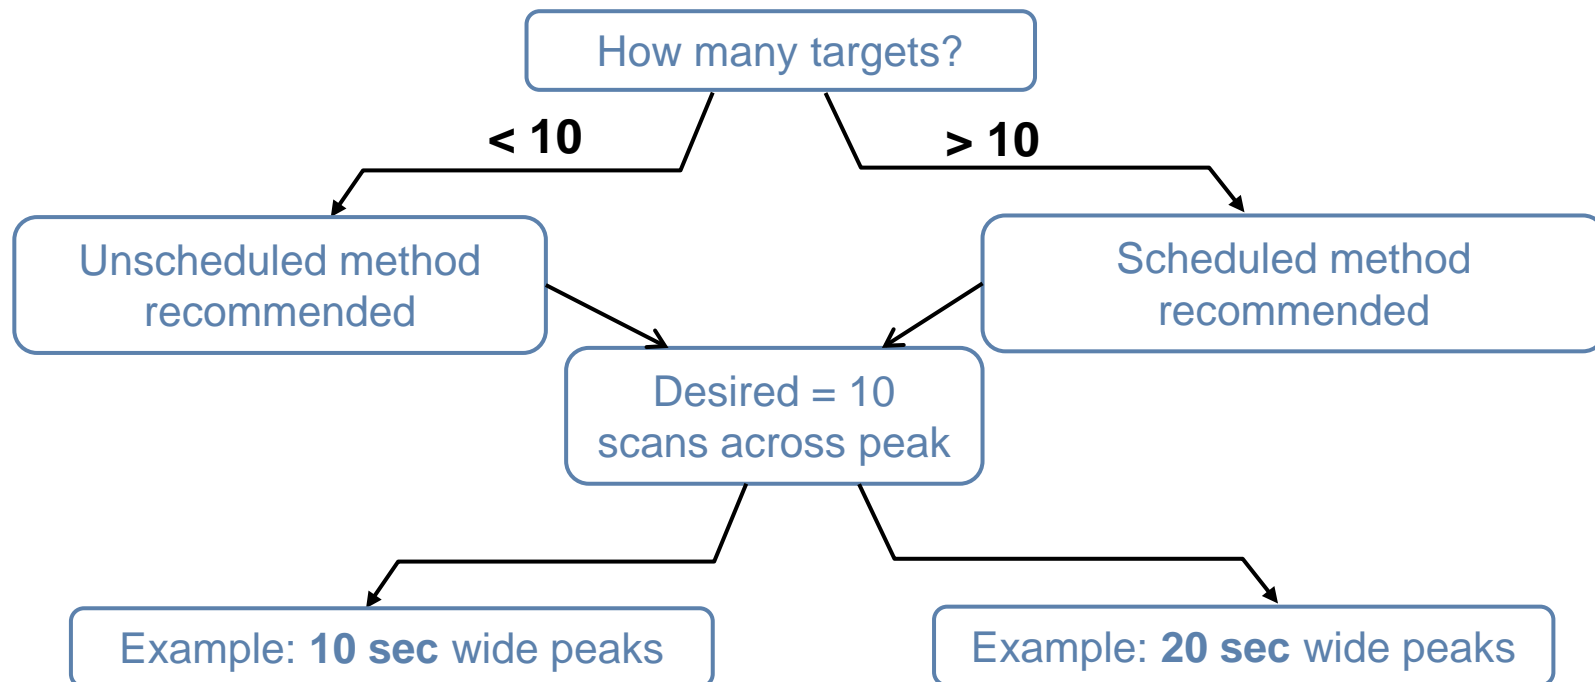 How many targets?
< 10
> 10
Unscheduled method
recommended
Scheduled method
recommended
Desired = 10
scans across peak
Example: 10 sec wide peaks
Example: 20 sec wide peaks